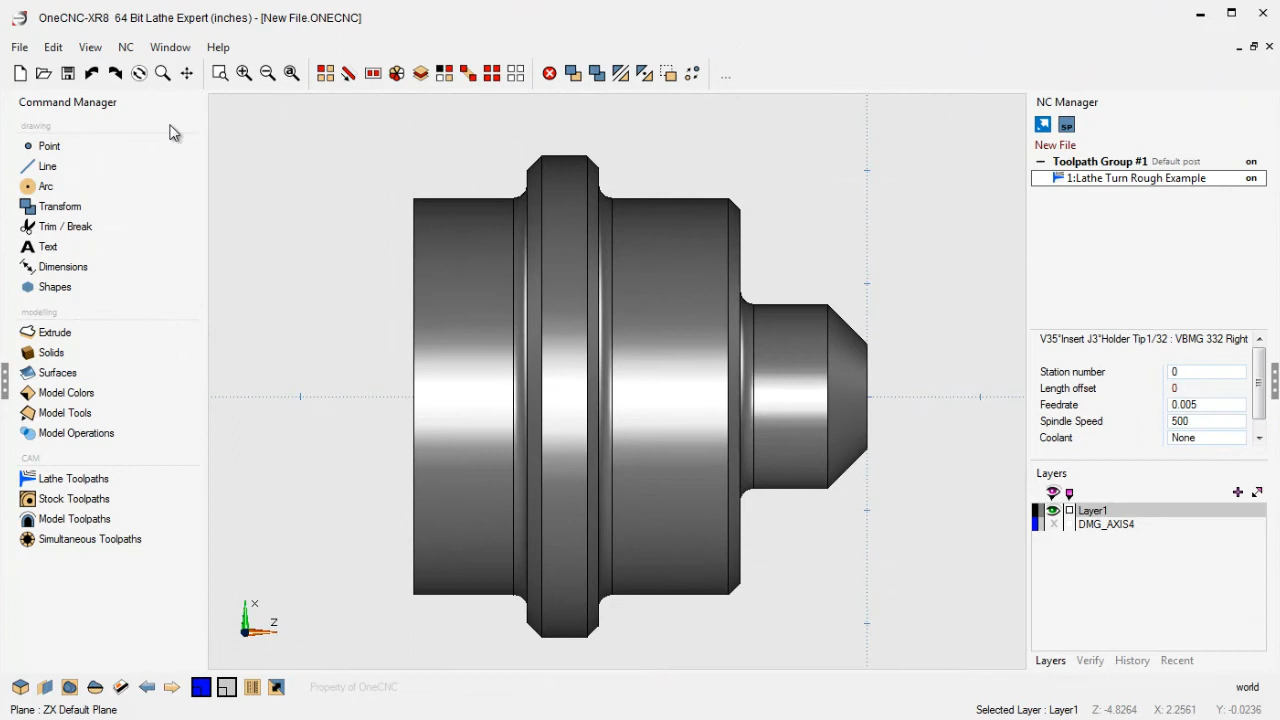 OneCNC-XR8 64 Bit Lathe Expert (inches) - [New File.ONECNC]
File Edit View NC Window Help
...
Command Manager
drawing
Point
Line
Arc
Transform
Trim / Break
Text
Dimensions
Shapes
modelling
Extrude
Solids
Surfaces
Model Colors
Model Tools
Model Operations
CAM
Lathe Toolpaths
Stock Toolpaths
Model Toolpaths
Simultaneous Toolpaths
X
Z
NC Manager
SP
New File
Toolpath Group #1 Default post on
1:Lathe Turn Rough Example on
V35°Insert J3°Holder Tip1/32 : VBMG 332 Right
Station number 0
Length offset 0
Feedrate 0.005
Spindle Speed 500
Coolant None
Layers
Layer1
X DMG_AXIS4
Layers Verify History Recent
Property of OneCNC
world
Plane : ZX Default Plane
Selected Layer : Layer1 Z: -4.8264 X: 2.2561 Y: -0.0236